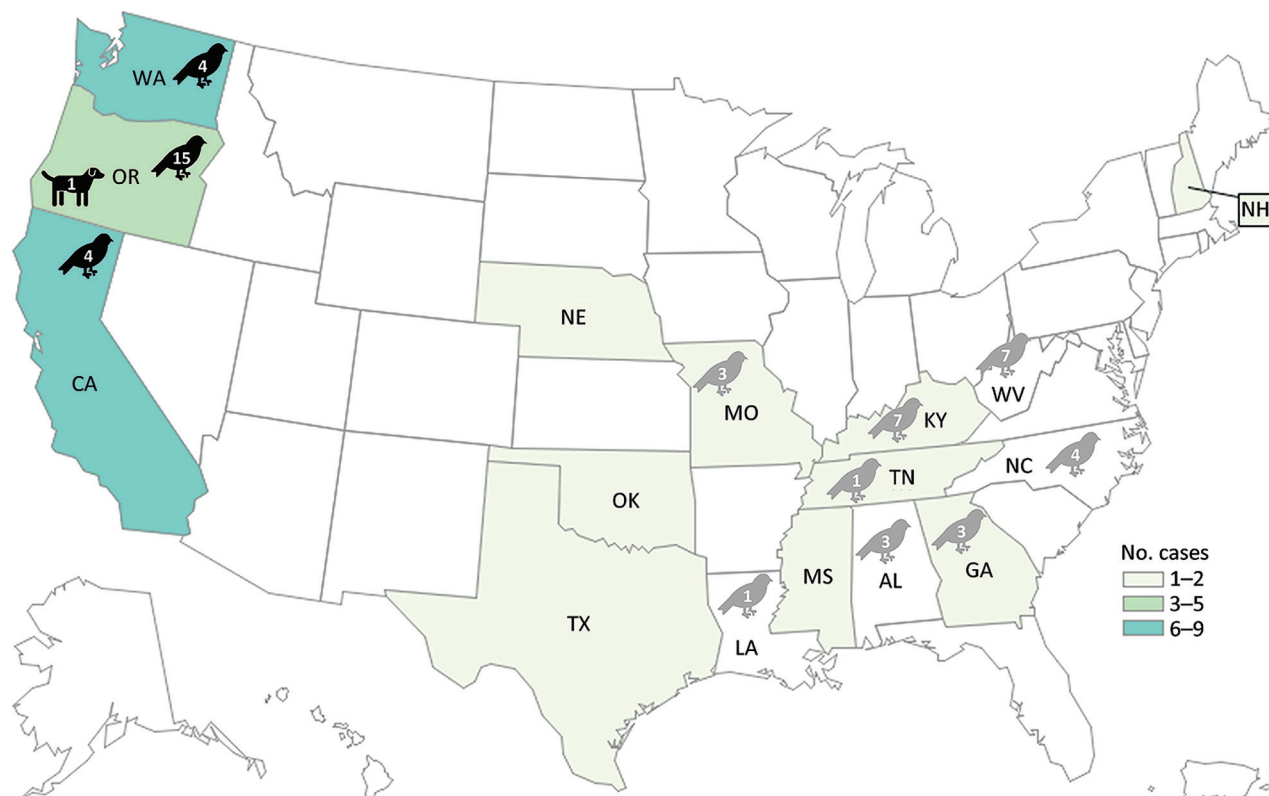 4
WA
15
OR
1
4
NH
NE
7
3
CA
WV
MO
7
KY
4
NC
TN
1
OK
3
3
No. cases
1–2
MS
AL
GA
3–5
1
TX
6–9
LA